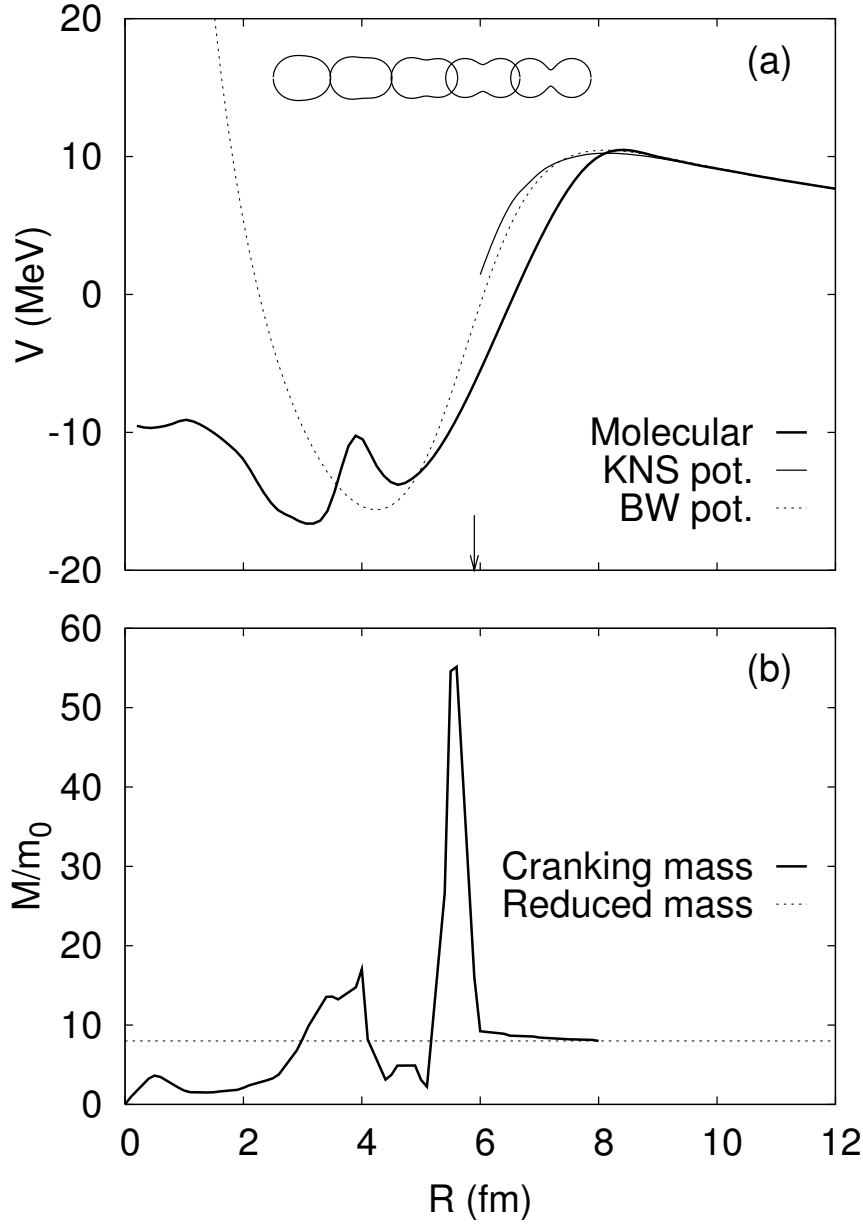 20
(a)
10
V (MeV)
0
-10
Molecular
KNS pot.
BW pot.
-20
60
(b)
50
40
M/m₀
30
Cranking mass
Reduced mass
20
10
0
0 2 4 6 8 10 12
R (fm)